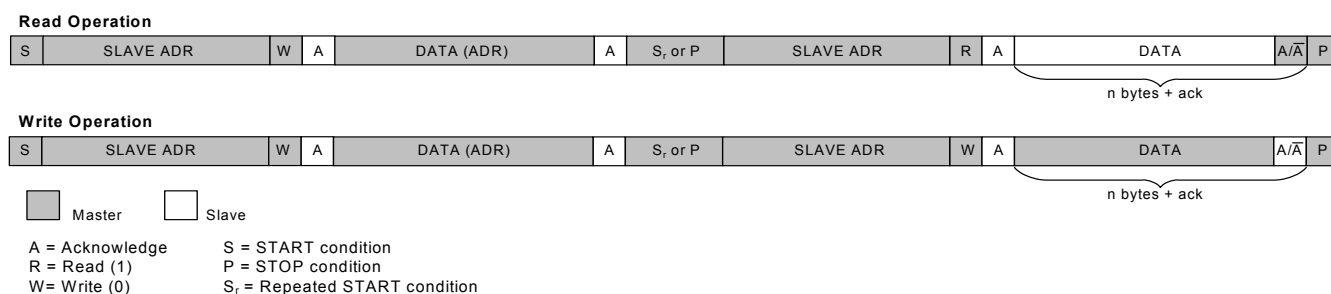 Read Operation
S SLAVE ADR W A DATA (ADR) A Sr or P SLAVE ADR R A DATA A/A̅ P
n bytes + ack
Write Operation
S SLAVE ADR W A DATA (ADR) A Sr or P SLAVE ADR W A DATA A/A̅ P
n bytes + ack
Master Slave
A = Acknowledge S = START condition
R = Read (1) P = STOP condition
W= Write (0) Sr = Repeated START condition